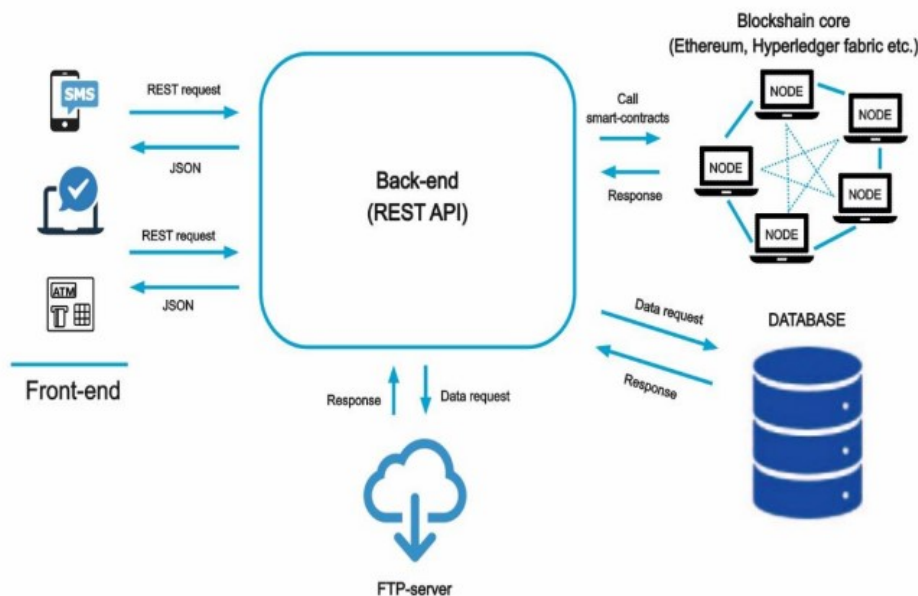 Blockshain core
(Ethereum, Hyperledger fabric etc.)
SMS
REST request
JSON
REST request
JSON
ATM
Front-end
Back-end
(REST API)
Call
smart-contracts
Response
NODE
NODE
NODE
NODE
NODE
Data request
Response
DATABASE
Response
Data request
FTP-server